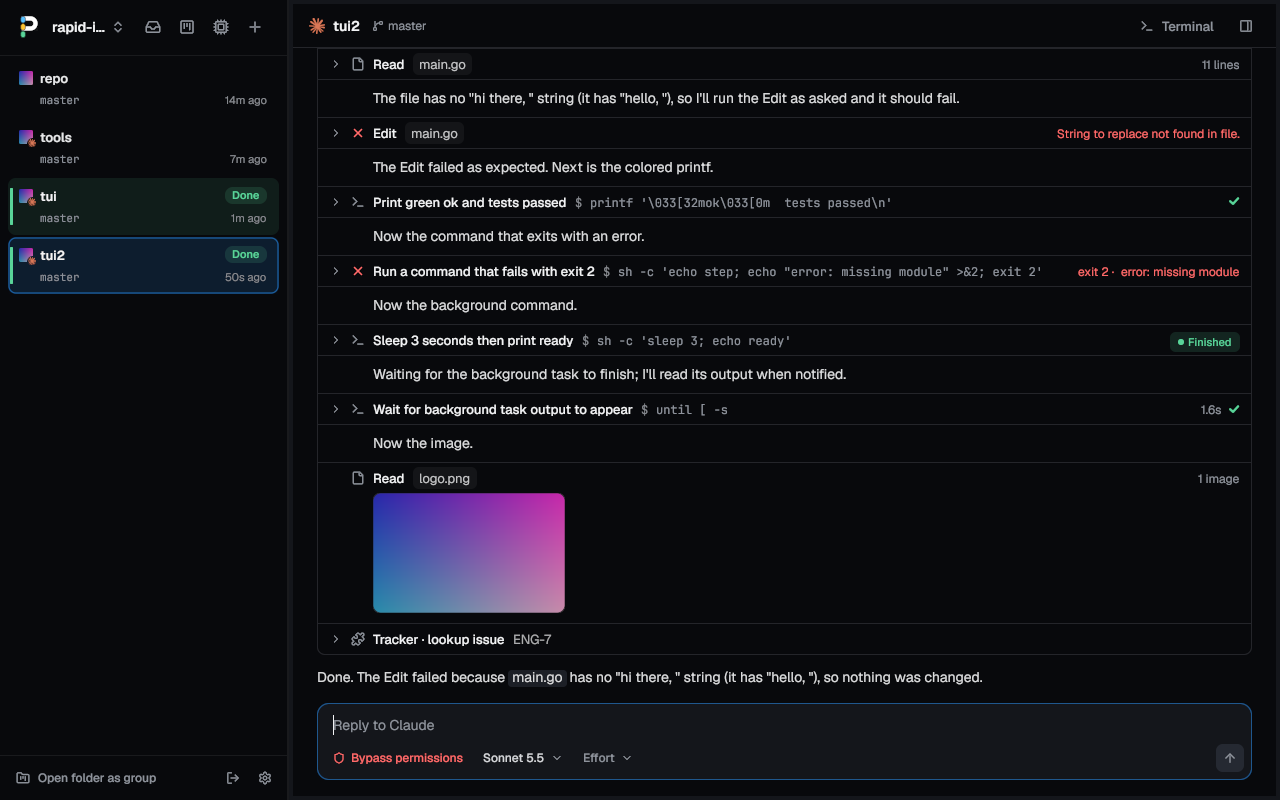 rapid-i...
repo
master 14m ago
tools
master 7m ago
tui Done
master 1m ago
tui2 Done
master 50s ago
Open folder as group
tui2 master Terminal
Read main.go 11 lines
The file has no "hi there, " string (it has "hello, "), so I'll run the Edit as asked and it should fail.
Edit main.go String to replace not found in file.
The Edit failed as expected. Next is the colored printf.
Print green ok and tests passed $ printf '\033[32mok\033[0m  tests passed\n'
Now the command that exits with an error.
Run a command that fails with exit 2 $ sh -c 'echo step; echo "error: missing module" >&2; exit 2' exit 2 · error: missing module
Now the background command.
Sleep 3 seconds then print ready $ sh -c 'sleep 3; echo ready' Finished
Waiting for the background task to finish; I'll read its output when notified.
Wait for background task output to appear $ until [ -s 1.6s
Now the image.
Read logo.png 1 image
Tracker · lookup issue ENG-7
Done. The Edit failed because main.go has no "hi there, " string (it has "hello, "), so nothing was changed.
Reply to Claude
Bypass permissions Sonnet 5.5 Effort